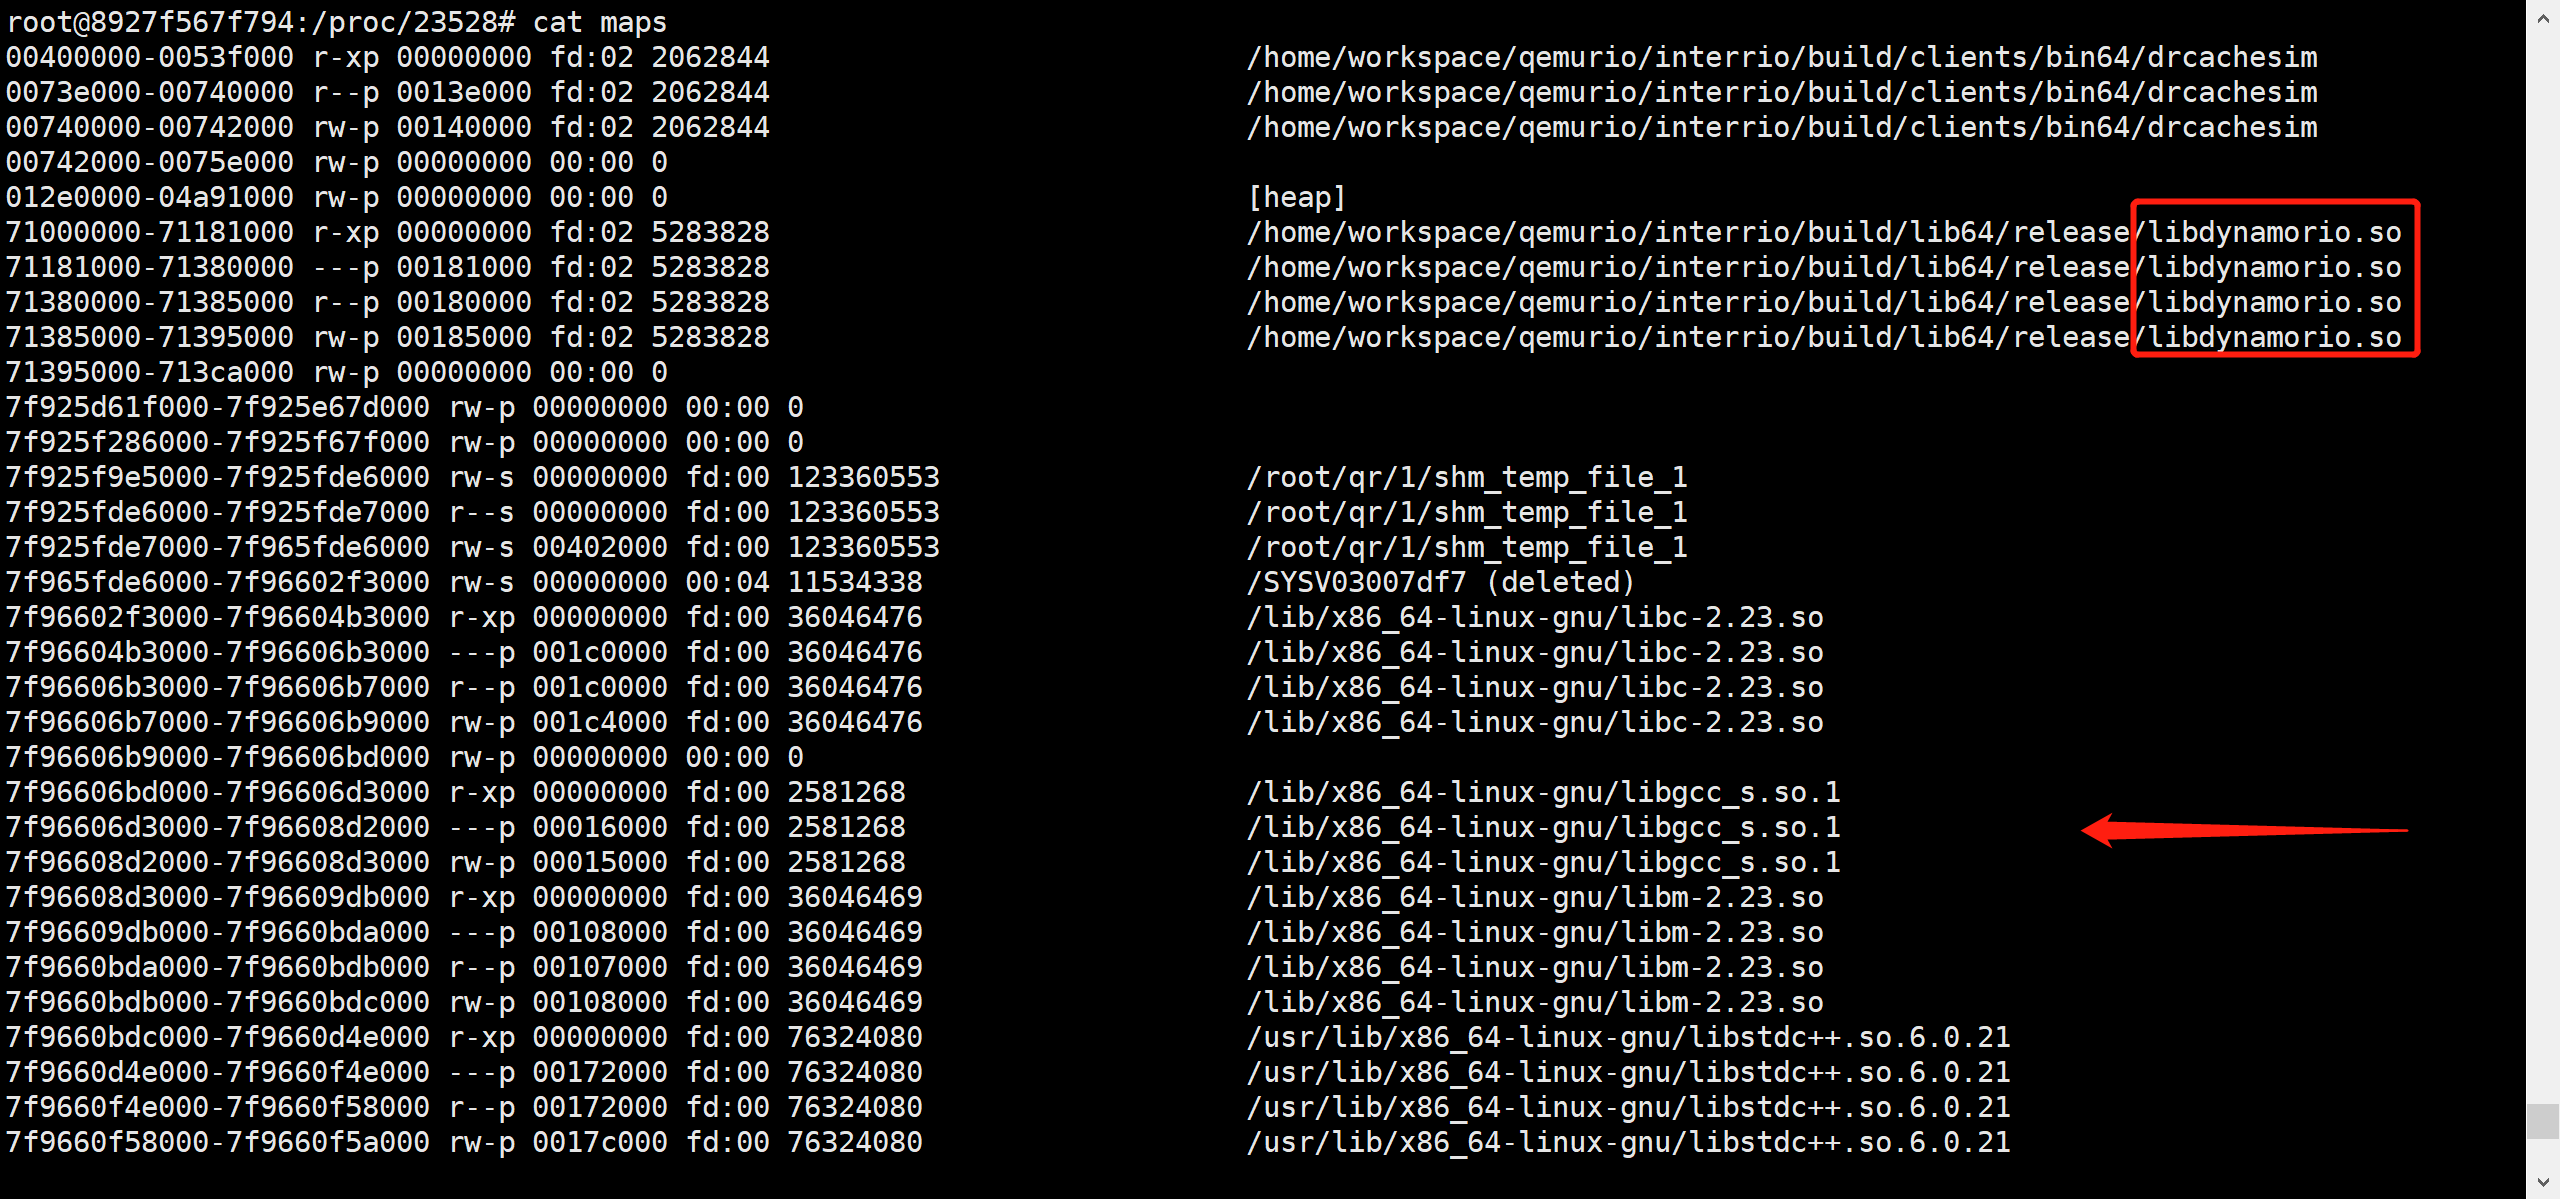 root@8927f567f794:/proc/23528# cat maps
00400000-0053f000 r-xp 00000000 fd:02 2062844 /home/workspace/qemurio/interrio/build/clients/bin64/drcachesim
0073e000-00740000 r--p 0013e000 fd:02 2062844 /home/workspace/qemurio/interrio/build/clients/bin64/drcachesim
00740000-00742000 rw-p 00140000 fd:02 2062844 /home/workspace/qemurio/interrio/build/clients/bin64/drcachesim
00742000-0075e000 rw-p 00000000 00:00 0
012e0000-04a91000 rw-p 00000000 00:00 0 [heap]
71000000-71181000 r-xp 00000000 fd:02 5283828 /home/workspace/qemurio/interrio/build/lib64/release/libdynamorio.so
71181000-71380000 ---p 00181000 fd:02 5283828 /home/workspace/qemurio/interrio/build/lib64/release/libdynamorio.so
71380000-71385000 r--p 00180000 fd:02 5283828 /home/workspace/qemurio/interrio/build/lib64/release/libdynamorio.so
71385000-71395000 rw-p 00185000 fd:02 5283828 /home/workspace/qemurio/interrio/build/lib64/release/libdynamorio.so
71395000-713ca000 rw-p 00000000 00:00 0
7f925d61f000-7f925e67d000 rw-p 00000000 00:00 0
7f925f286000-7f925f67f000 rw-p 00000000 00:00 0
7f925f9e5000-7f925fde6000 rw-s 00000000 fd:00 123360553 /root/qr/1/shm_temp_file_1
7f925fde6000-7f925fde7000 r--s 00000000 fd:00 123360553 /root/qr/1/shm_temp_file_1
7f925fde7000-7f965fde6000 rw-s 00402000 fd:00 123360553 /root/qr/1/shm_temp_file_1
7f965fde6000-7f96602f3000 rw-s 00000000 00:04 11534338 /SYSV03007df7 (deleted)
7f96602f3000-7f96604b3000 r-xp 00000000 fd:00 36046476 /lib/x86_64-linux-gnu/libc-2.23.so
7f96604b3000-7f96606b3000 ---p 001c0000 fd:00 36046476 /lib/x86_64-linux-gnu/libc-2.23.so
7f96606b3000-7f96606b7000 r--p 001c0000 fd:00 36046476 /lib/x86_64-linux-gnu/libc-2.23.so
7f96606b7000-7f96606b9000 rw-p 001c4000 fd:00 36046476 /lib/x86_64-linux-gnu/libc-2.23.so
7f96606b9000-7f96606bd000 rw-p 00000000 00:00 0
7f96606bd000-7f96606d3000 r-xp 00000000 fd:00 2581268 /lib/x86_64-linux-gnu/libgcc_s.so.1
7f96606d3000-7f96608d2000 ---p 00016000 fd:00 2581268 /lib/x86_64-linux-gnu/libgcc_s.so.1
7f96608d2000-7f96608d3000 rw-p 00015000 fd:00 2581268 /lib/x86_64-linux-gnu/libgcc_s.so.1
7f96608d3000-7f96609db000 r-xp 00000000 fd:00 36046469 /lib/x86_64-linux-gnu/libm-2.23.so
7f96609db000-7f9660bda000 ---p 00108000 fd:00 36046469 /lib/x86_64-linux-gnu/libm-2.23.so
7f9660bda000-7f9660bdb000 r--p 00107000 fd:00 36046469 /lib/x86_64-linux-gnu/libm-2.23.so
7f9660bdb000-7f9660bdc000 rw-p 00108000 fd:00 36046469 /lib/x86_64-linux-gnu/libm-2.23.so
7f9660bdc000-7f9660d4e000 r-xp 00000000 fd:00 76324080 /usr/lib/x86_64-linux-gnu/libstdc++.so.6.0.21
7f9660d4e000-7f9660f4e000 ---p 00172000 fd:00 76324080 /usr/lib/x86_64-linux-gnu/libstdc++.so.6.0.21
7f9660f4e000-7f9660f58000 r--p 00172000 fd:00 76324080 /usr/lib/x86_64-linux-gnu/libstdc++.so.6.0.21
7f9660f58000-7f9660f5a000 rw-p 0017c000 fd:00 76324080 /usr/lib/x86_64-linux-gnu/libstdc++.so.6.0.21